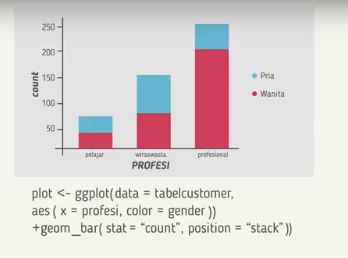 250
200
150
100
50
count
Pria
Wanita
pelajar wiraswasta profesional
PROFESI
plot <- ggplot(data = tabelcustomer,
aes ( x = profesi, color = gender ))
+geom_bar( stat = “count”, position = “stack” ))